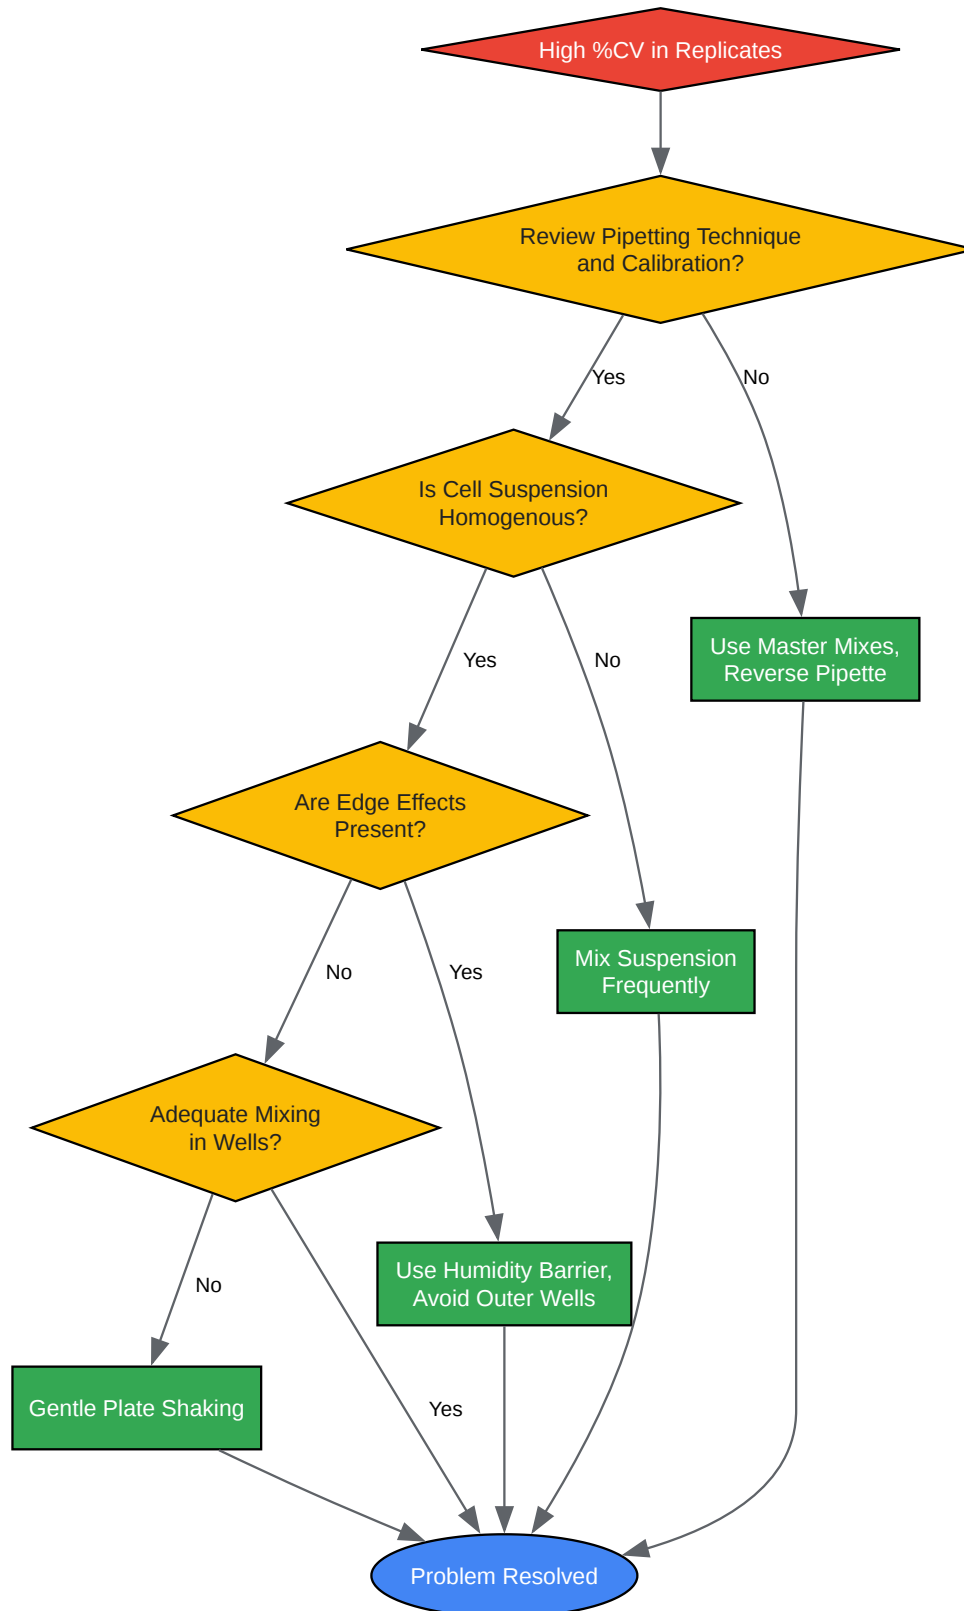 High %CV in Replicates
Review Pipetting Technique
and Calibration?
Yes
No
Is Cell Suspension
Homogenous?
Yes
No
Use Master Mixes,
Reverse Pipette
Are Edge Effects
Present?
No
Yes
Mix Suspension
Frequently
Adequate Mixing
in Wells?
No
Yes
Use Humidity Barrier,
Avoid Outer Wells
Gentle Plate Shaking
Problem Resolved